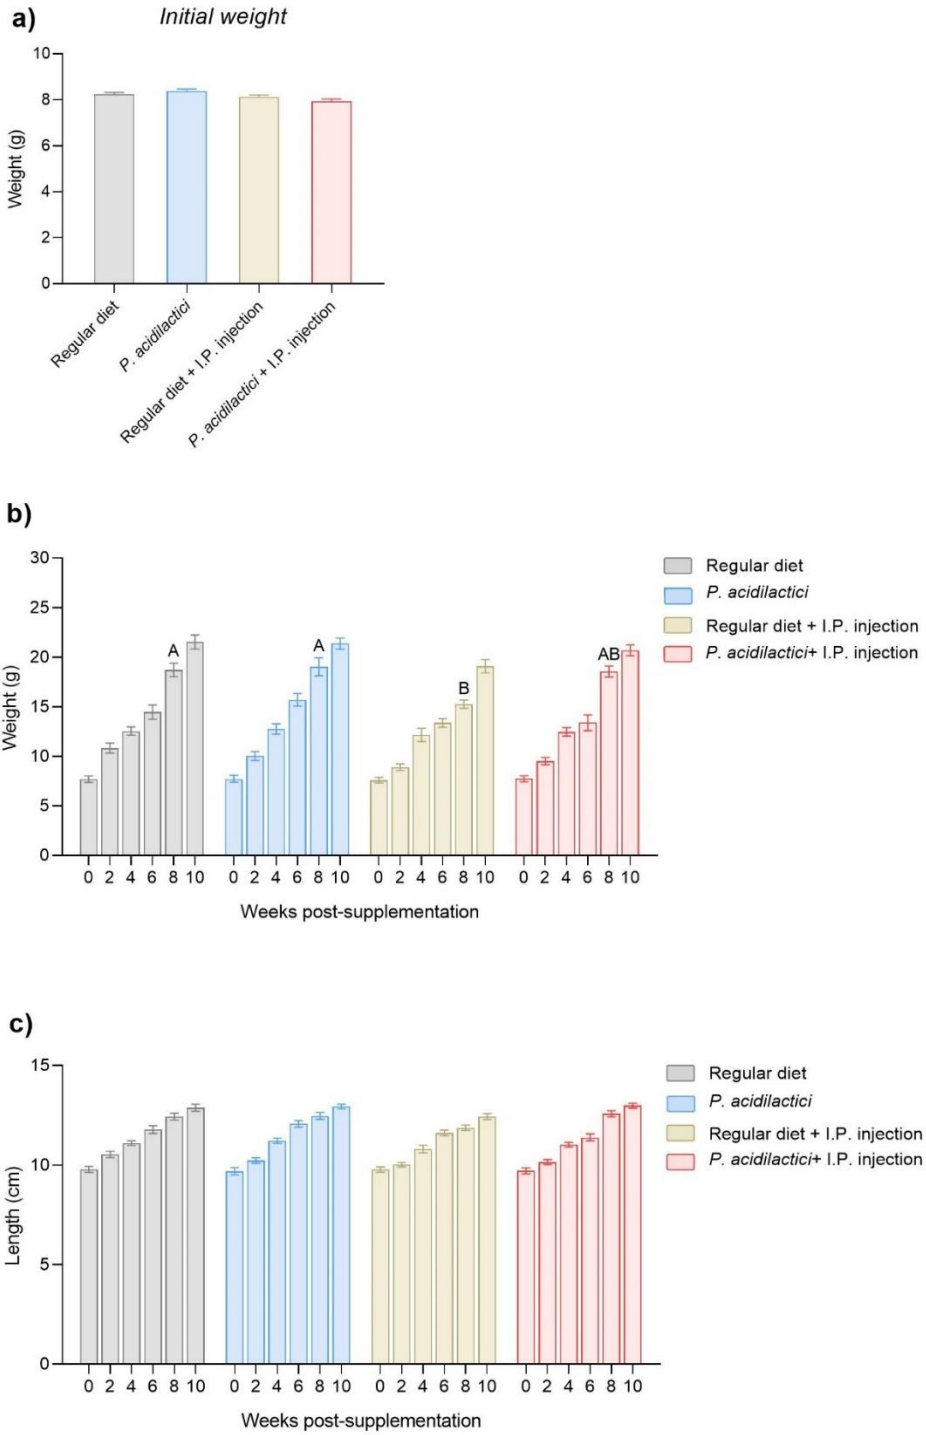 a)
Initial weight
Weight (g)
10
8
6
4
2
0
Regular diet
P. acidilactici
Regular diet + I.P. injection
P. acidilactici + I.P. injection
b)
Weight (g)
30
25
20
15
10
5
0
A
A
B
AB
0 2 4 6 8 10 0 2 4 6 8 10 0 2 4 6 8 10 0 2 4 6 8 10
Weeks post-supplementation
Regular diet
P. acidilactici
Regular diet + I.P. injection
P. acidilactici+ I.P. injection
c)
Length (cm)
15
10
5
0
0 2 4 6 8 10 0 2 4 6 8 10 0 2 4 6 8 10 0 2 4 6 8 10
Weeks post-supplementation
Regular diet
P. acidilactici
Regular diet + I.P. injection
P. acidilactici+ I.P. injection